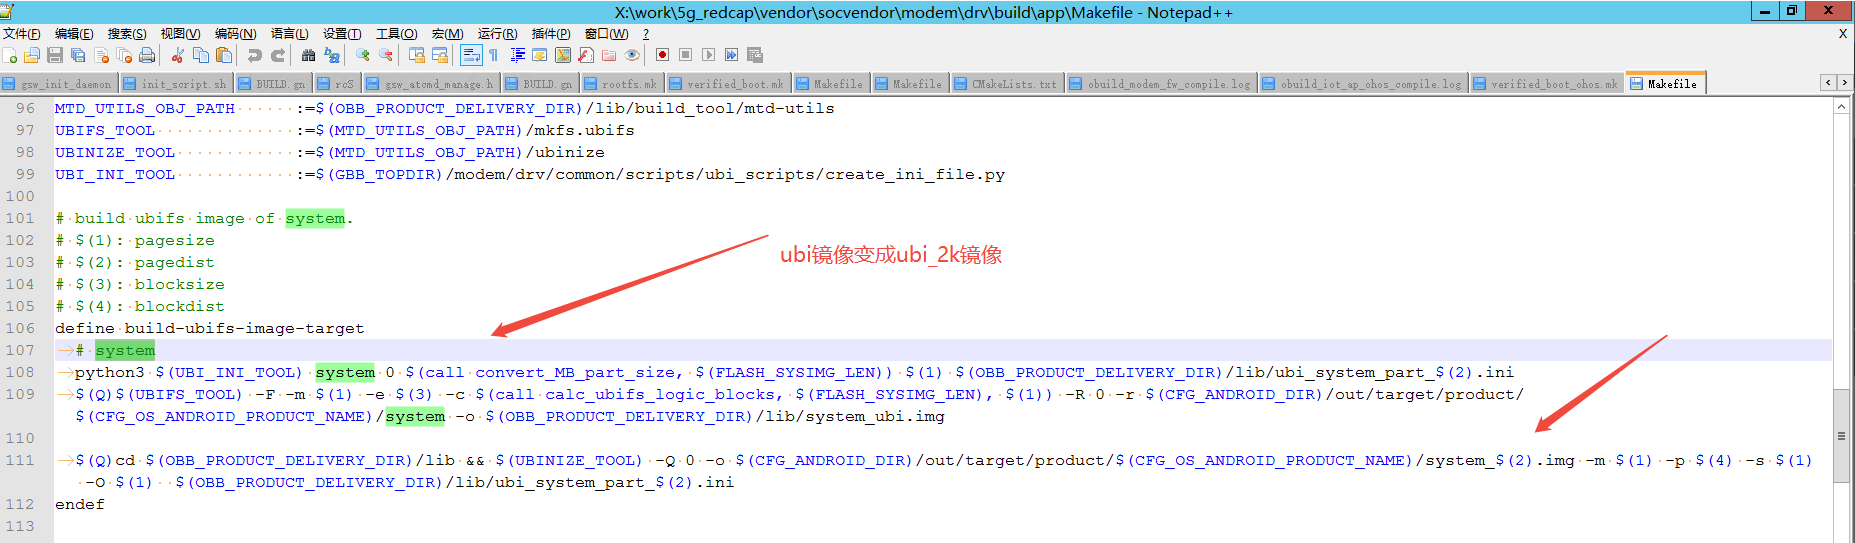 X:\work\5g_redcap\vendor\socvendor\modem\drv\build\app\Makefile - Notepad++
文件(F) 编辑(E) 搜索(S) 视图(V) 编码(N) 语言(L) 设置(T) 工具(O) 宏(M) 运行(R) 插件(P) 窗口(W) ? X
gsw_init_daemon init_script.sh BUILD.gn rcS gsw_atcmd_manage.h BUILD.gn rootfs.mk verified_boot.mk Makefile Makefile CMakeLists.txt obuild_modem_fw_compile.log obuild_iot_ap_ohos_compile.log verified_boot_ohos.mk Makefile
96 MTD_UTILS_OBJ_PATH :=$(OBB_PRODUCT_DELIVERY_DIR)/lib/build_tool/mtd-utils
97 UBIFS_TOOL :=$(MTD_UTILS_OBJ_PATH)/mkfs.ubifs
98 UBINIZE_TOOL :=$(MTD_UTILS_OBJ_PATH)/ubinize
99 UBI_INI_TOOL :=$(GBB_TOPDIR)/modem/drv/common/scripts/ubi_scripts/create_ini_file.py
100
101 # build ubifs image of system.
102 # $(1): pagesize
103 # $(2): pagedist
ubi镜像变成ubi_2k镜像
104 # $(3): blocksize
105 # $(4): blockdist
106 define build-ubifs-image-target
107 # system
108 python3 $(UBI_INI_TOOL) system 0 $(call convert_MB_part_size, $(FLASH_SYSIMG_LEN)) $(1) $(OBB_PRODUCT_DELIVERY_DIR)/lib/ubi_system_part_$(2).ini
109 $(Q)$(UBIFS_TOOL) -F -m $(1) -e $(3) -c $(call calc_ubifs_logic_blocks, $(FLASH_SYSIMG_LEN), $(1)) -R 0 -r $(CFG_ANDROID_DIR)/out/target/product/
$(CFG_OS_ANDROID_PRODUCT_NAME)/system -o $(OBB_PRODUCT_DELIVERY_DIR)/lib/system_ubi.img
110
111 $(Q)cd $(OBB_PRODUCT_DELIVERY_DIR)/lib && $(UBINIZE_TOOL) -Q 0 -o $(CFG_ANDROID_DIR)/out/target/product/$(CFG_OS_ANDROID_PRODUCT_NAME)/system_$(2).img -m $(1) -p $(4) -s $(1)
-O $(1) $(OBB_PRODUCT_DELIVERY_DIR)/lib/ubi_system_part_$(2).ini
112 endef
113